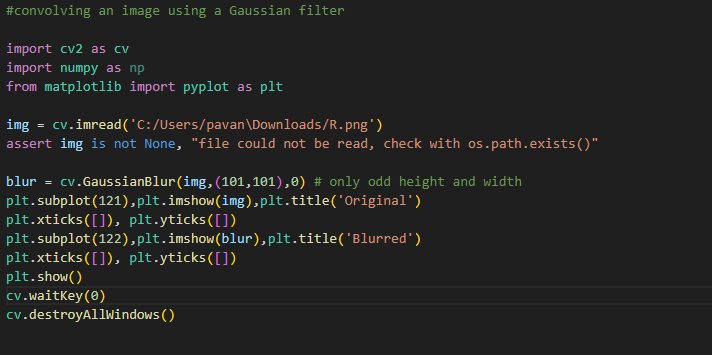 #convolving an image using a Gaussian filter
import cv2 as cv
import numpy as np
from matplotlib import pyplot as plt
img = cv.imread('C:/Users/pavan\Downloads/R.png')
assert img is not None, "file could not be read, check with os.path.exists()"
blur = cv.GaussianBlur(img,(101,101),0) # only odd height and width
plt.subplot(121),plt.imshow(img),plt.title('Original')
plt.xticks([]), plt.yticks([])
plt.subplot(122),plt.imshow(blur),plt.title('Blurred')
plt.xticks([]), plt.yticks([])
plt.show()
cv.waitKey(0)
cv.destroyAllWindows()